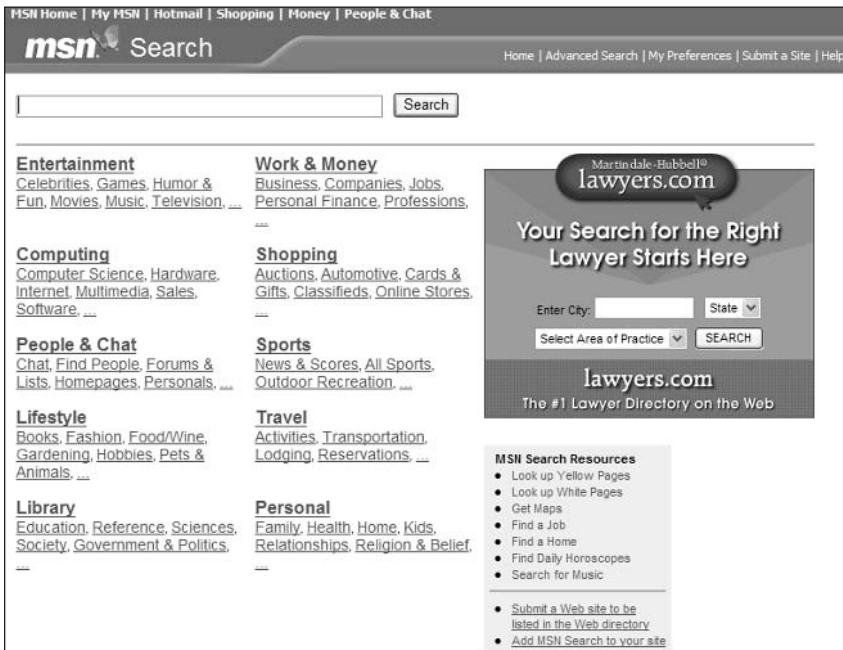 MSN Home | My MSN | Hotmail | Shopping | Money | People & Chat
msn Search
Home | Advanced Search | My Preferences | Submit a Site | Help
Search
Entertainment
Celebrities, Games, Humor &
Fun, Movies, Music, Television, ...
Computing
Computer Science, Hardware,
Internet, Multimedia, Sales,
Software, ...
People & Chat
Chat, Find People, Forums &
Lists, Homepages, Personals, ...
Lifestyle
Books, Fashion, Food/Wine,
Gardening, Hobbies, Pets &
Animals, ...
Library
Education, Reference, Sciences,
Society, Government & Politics,
...
Work & Money
Business, Companies, Jobs,
Personal Finance, Professions,
...
Shopping
Auctions, Automotive, Cards &
Gifts, Classifieds, Online Stores,
...
Sports
News & Scores, All Sports,
Outdoor Recreation, ...
Travel
Activities, Transportation,
Lodging, Reservations, ...
Personal
Family, Health, Home, Kids,
Relationships, Religion & Belief,
...
Martindale-Hubbell®
lawyers.com
Your Search for the Right
Lawyer Starts Here
Enter City: State
Select Area of Practice SEARCH
lawyers.com
The #1 Lawyer Directory on the Web
MSN Search Resources
• Look up Yellow Pages
• Look up White Pages
• Get Maps
• Find a Job
• Find a Home
• Find Daily Horoscopes
• Search for Music
• Submit a Web site to be
listed in the Web directory
• Add MSN Search to your site